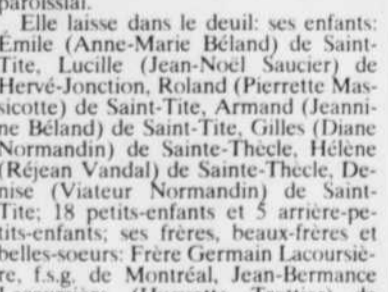 paroissial.
Elle laisse dans le deuil: ses enfants:
Émile (Anne-Marie Béland) de Saint-
Tite, Lucille (Jean-Noël Saucier) de
Hervé-Jonction, Roland (Pierrette Mas-
sicotte) de Saint-Tite, Armand (Jeanni-
ne Béland) de Saint-Tite, Gilles (Diane
Normandin) de Sainte-Thècle, Hélène
(Réjean Vandal) de Sainte-Thècle, De-
nise (Viateur Normandin) de Saint-
Tite; 18 petits-enfants et 5 arrière-pe-
tits-enfants; ses frères, beaux-frères et
belles-soeurs: Frère Germain Lacoursiè-
re, f.s.g. de Montréal, Jean-Bermance